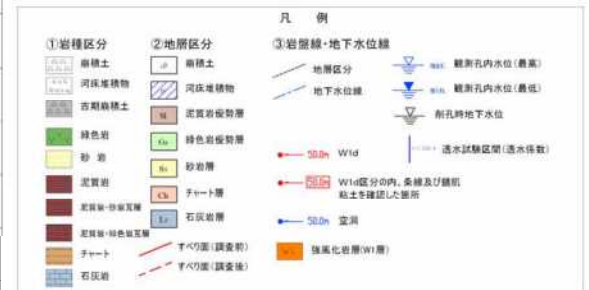 凡 例
①岩種区分
崩積土
河床堆積物
古期崩積土
緑色岩
砂 岩
泥質岩
泥質岩・砂岩互層
泥質岩・緑色岩互層
チャート
石灰岩
②地層区分
崩積土
河床堆積物
泥質岩優勢層
緑色岩優勢層
砂岩層
チャート層
石灰岩層
すべり面(調査前)
すべり面(調査後)
③岩盤線・地下水位線
地層区分
地下水位線
50.0m W1d
50.0m W1d区分の内、条線及び鏡肌
粘土を確認した箇所
50.0m 空洞
強風化岩層(W1層)
観測孔内水位(最高)
観測孔内水位(最低)
削孔時地下水位
透水試験区間(透水係数)